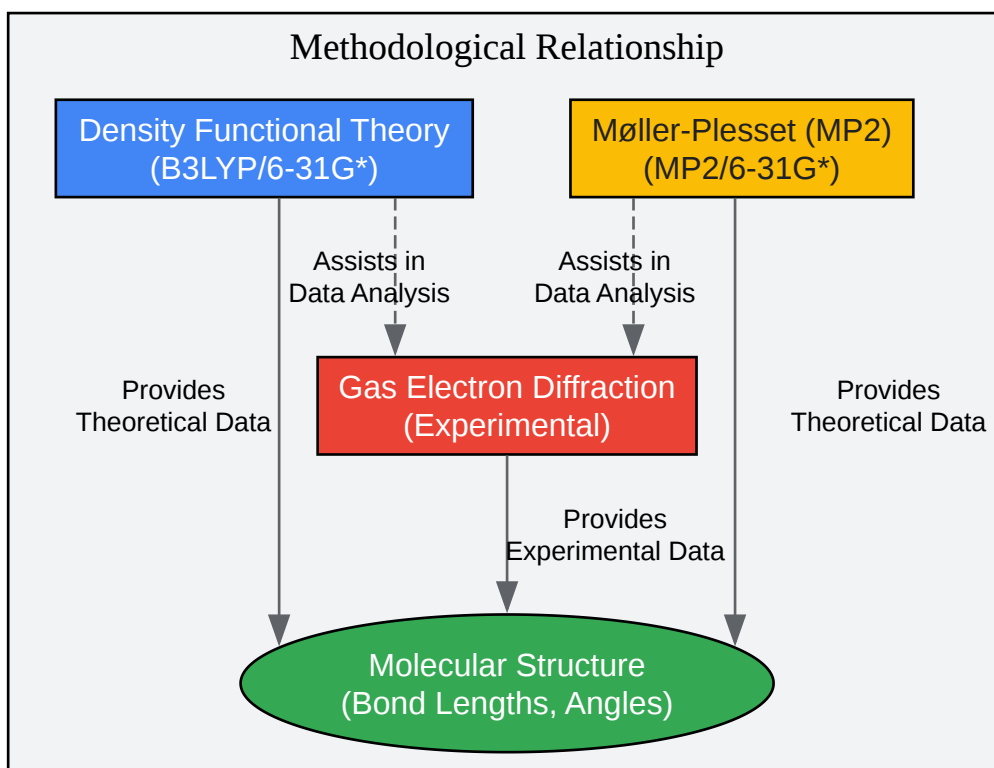 Methodological Relationship
Density Functional Theory
(B3LYP/6-31G*)
Møller-Plesset (MP2)
(MP2/6-31G*)
Assists in
Data Analysis
Assists in
Data Analysis
Gas Electron Diffraction
(Experimental)
Provides
Theoretical Data
Provides
Theoretical Data
Provides
Experimental Data
Molecular Structure
(Bond Lengths, Angles)